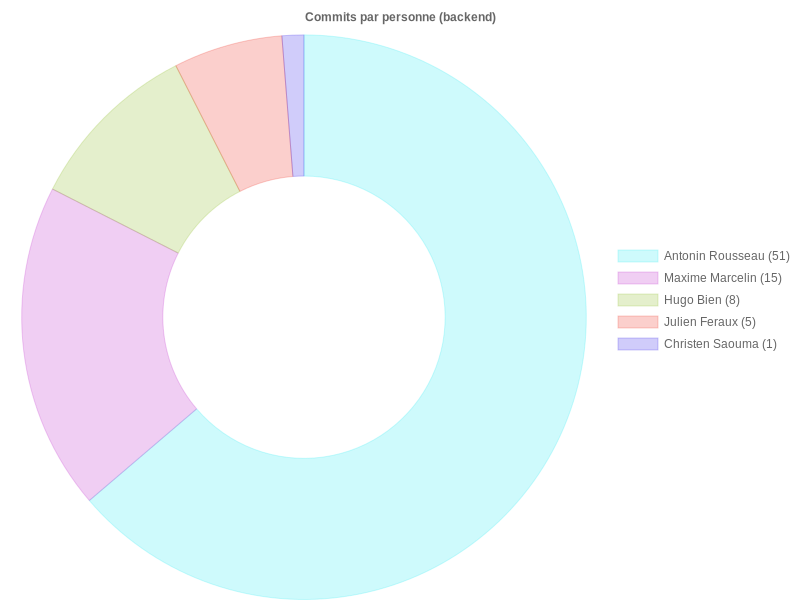 Commits par personne (backend)
Antonin Rousseau (51)
Maxime Marcelin (15)
Hugo Bien (8)
Julien Feraux (5)
Christen Saouma (1)